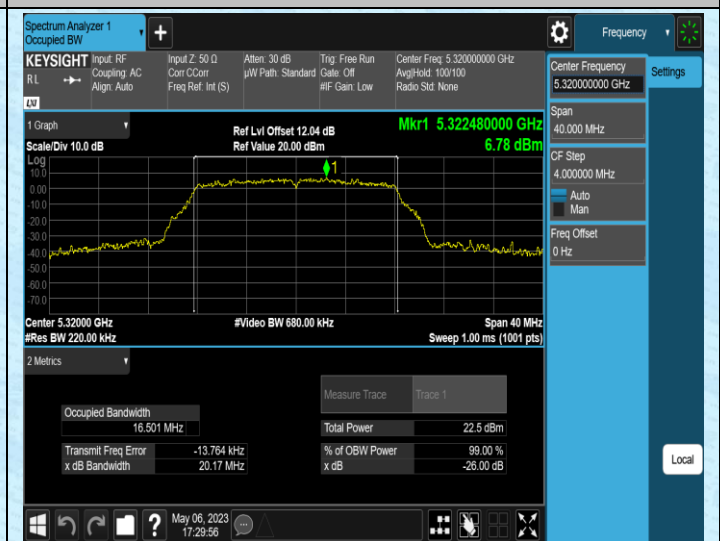 Spectrum Analyzer 1
Occupied BW
+
Frequency
KEYSIGHT
R L
LXI
Input: RF
Coupling: AC
Align: Auto
Input Z: 50 Ω
Corr CCorr
Freq Ref: Int (S)
Atten: 30 dB
µW Path: Standard
Trig: Free Run
Gate: Off
#IF Gain: Low
Center Freq: 5.320000000 GHz
Avg|Hold: 100/100
Radio Std: None
Center Frequency
5.320000000 GHz
Settings
Span
40.000 MHz
CF Step
4.000000 MHz
Auto
Man
Freq Offset
0 Hz
1 Graph
Scale/Div 10.0 dB
Ref Lvl Offset 12.04 dB
Ref Value 20.00 dBm
Mkr1 5.322480000 GHz
6.78 dBm
Log
10.0
0.00
-10.0
-20.0
-30.0
-40.0
-50.0
-60.0
-70.0
1
Center 5.32000 GHz
#Res BW 220.00 kHz
#Video BW 680.00 kHz
Span 40 MHz
Sweep 1.00 ms (1001 pts)
2 Metrics
Measure Trace Trace 1
Occupied Bandwidth
16.501 MHz
Total Power 22.5 dBm
Transmit Freq Error -13.764 kHz
% of OBW Power 99.00 %
x dB Bandwidth 20.17 MHz
x dB -26.00 dB
Local
?
May 06, 2023
17:29:56